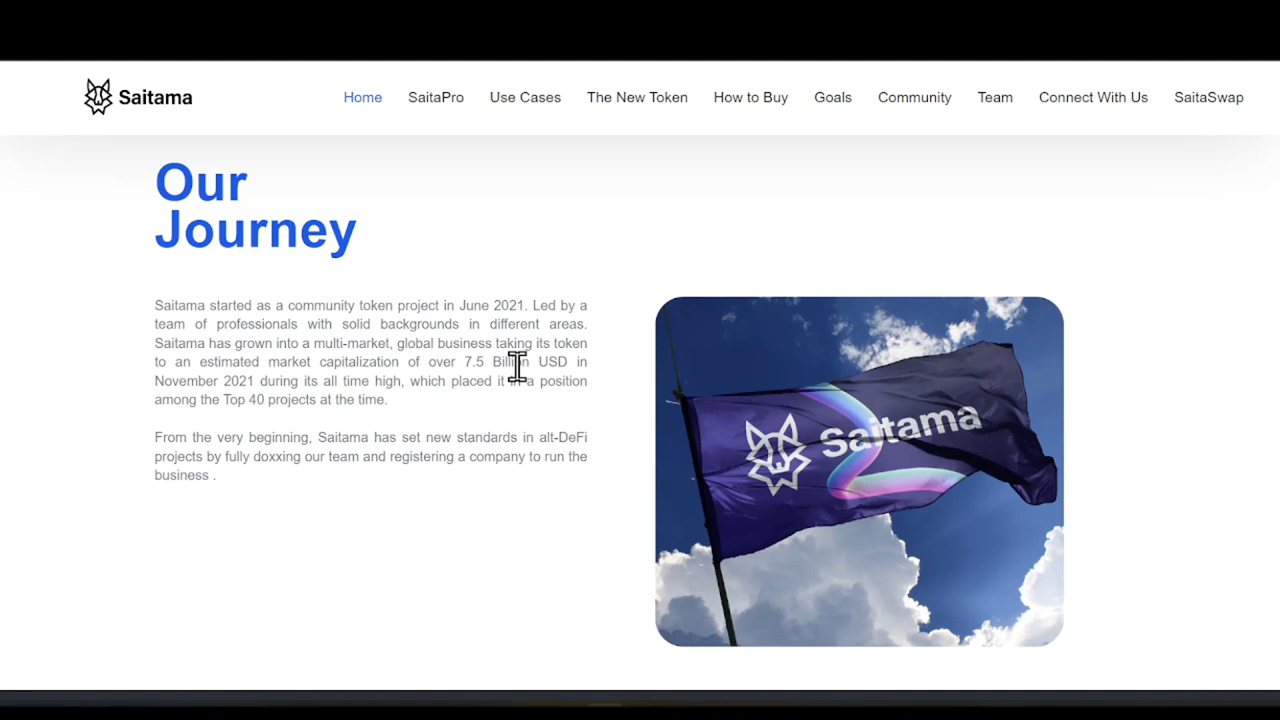 Saitama
Home SaitaPro Use Cases The New Token How to Buy Goals Community Team Connect With Us SaitaSwap
Our
Journey
Saitama started as a community token project in June 2021. Led by a
team of professionals with solid backgrounds in different areas.
Saitama has grown into a multi-market, global business taking its token
to an estimated market capitalization of over 7.5 Billion USD in
November 2021 during its all time high, which placed it in a position
among the Top 40 projects at the time.
From the very beginning, Saitama has set new standards in alt-DeFi
projects by fully doxxing our team and registering a company to run the
business .
Saitama